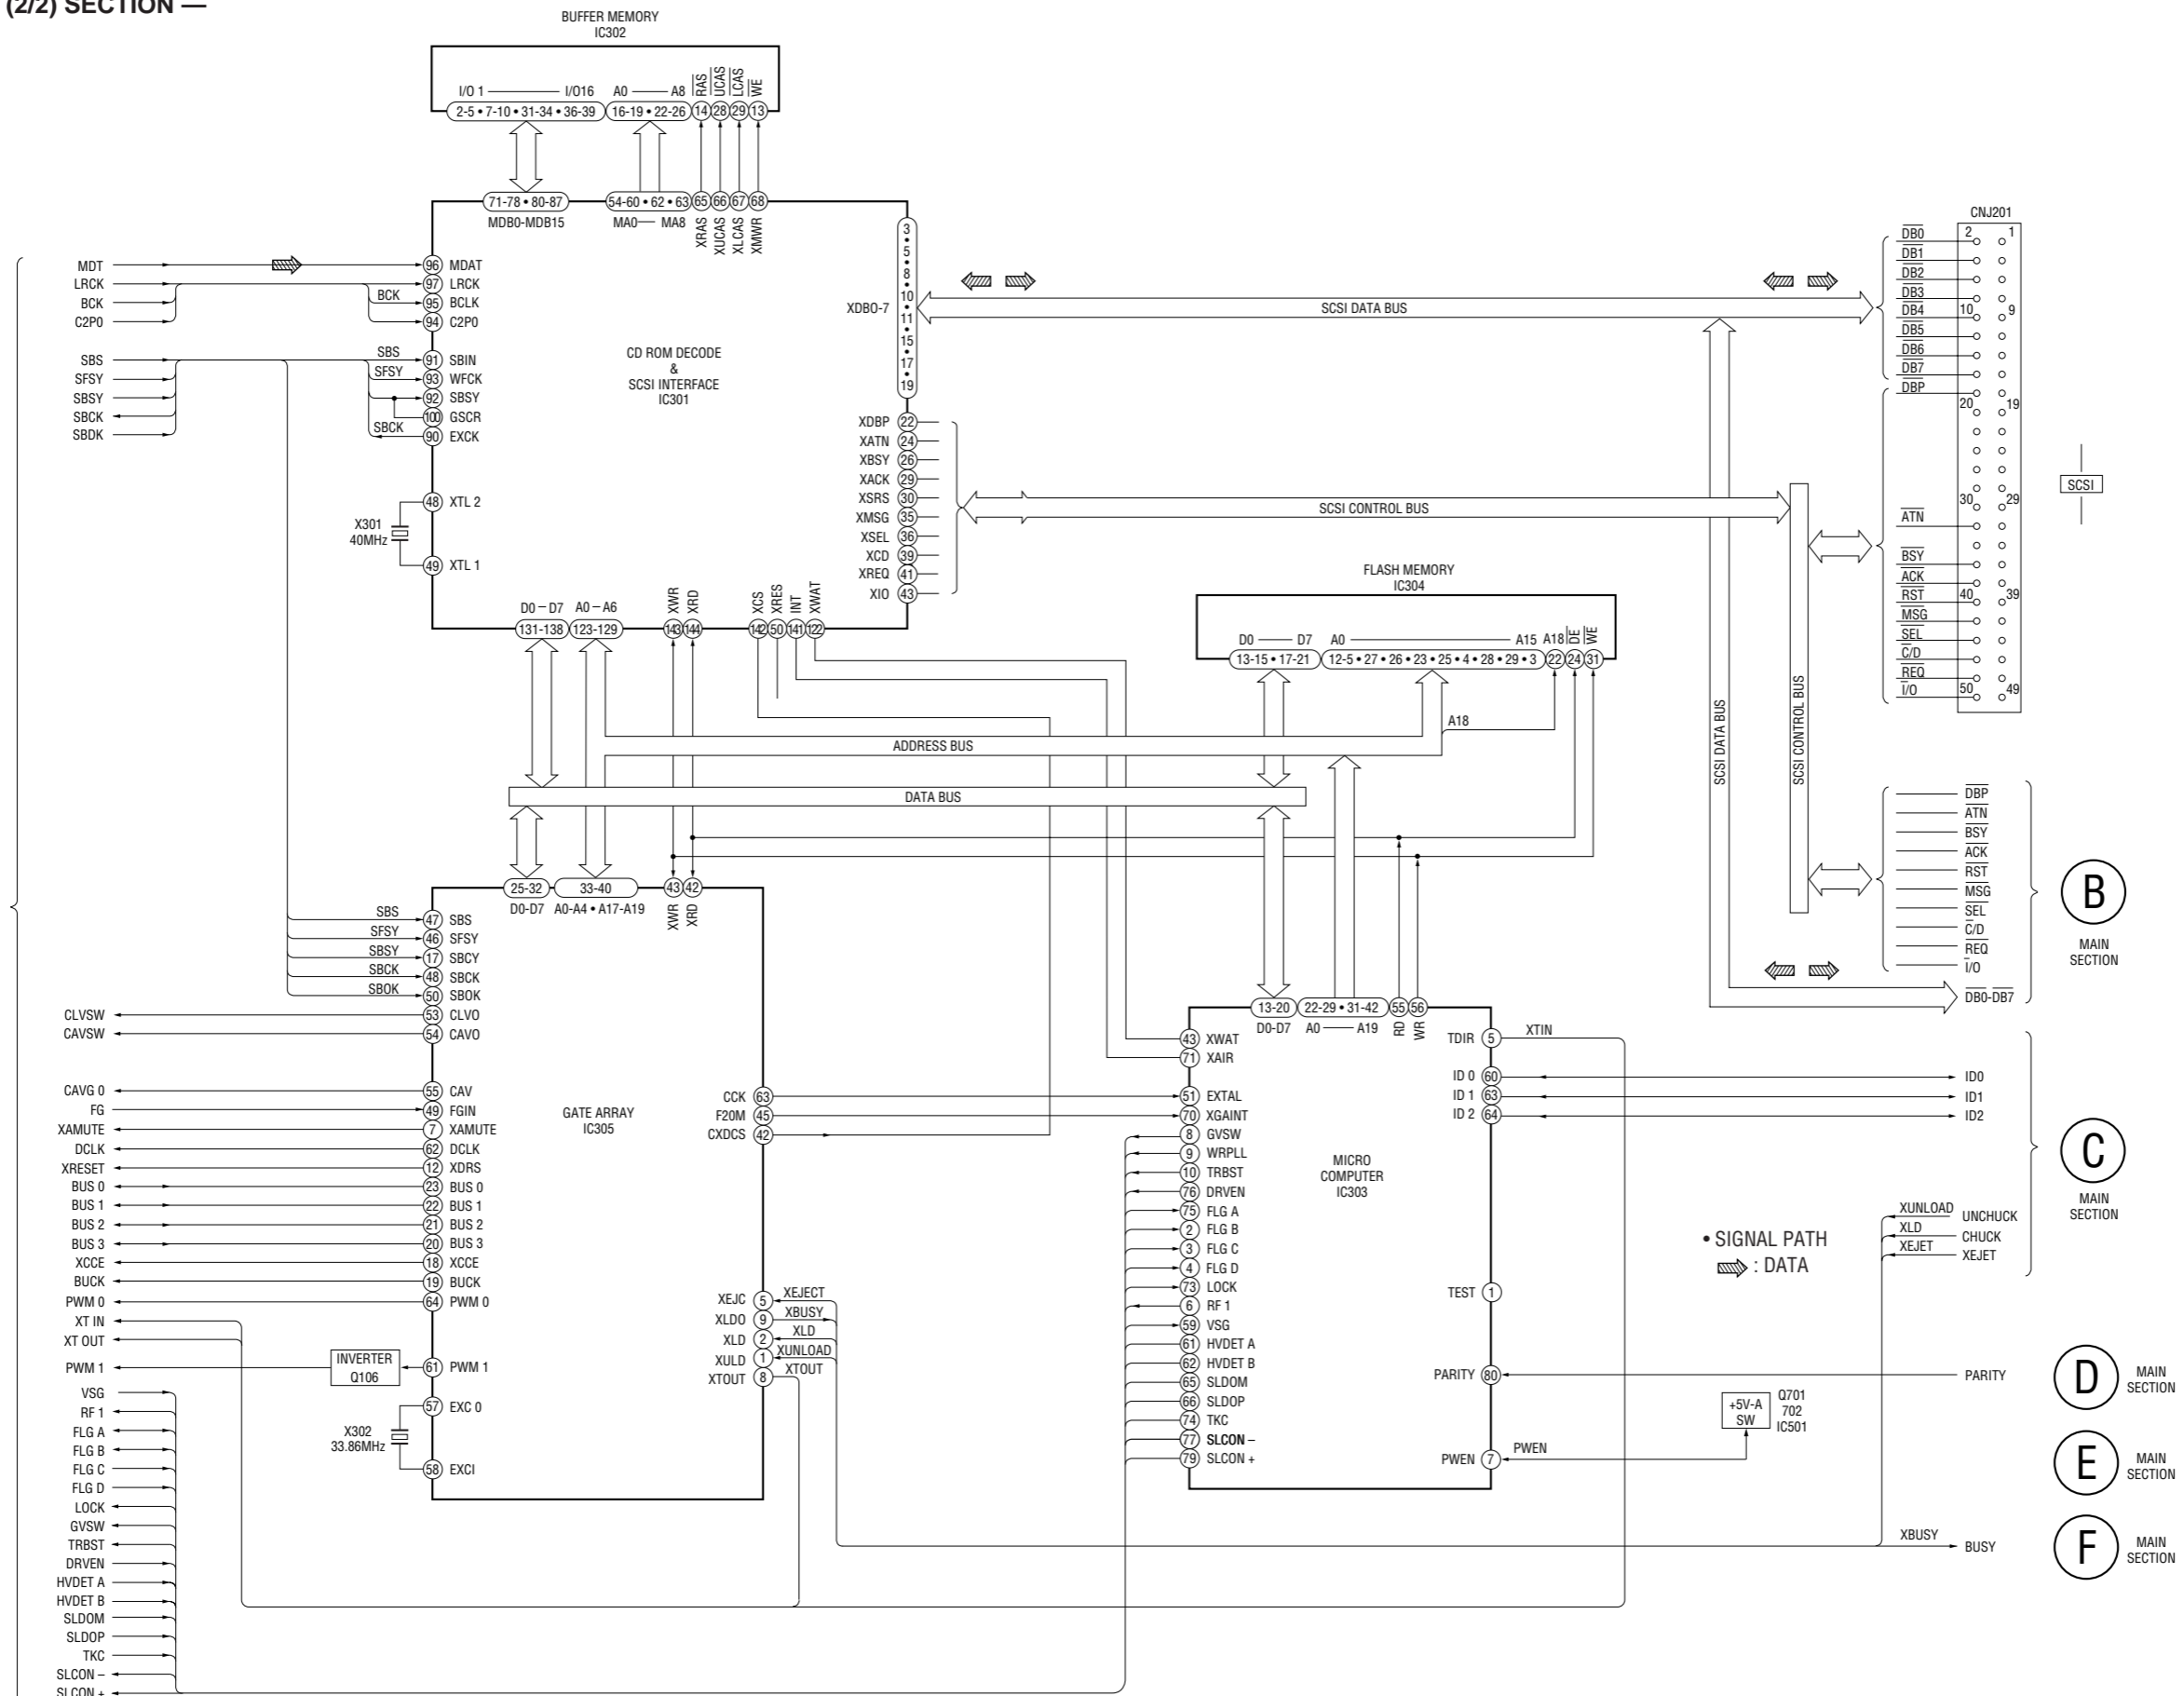 (2/2) SECTION —
BUFFER MEMORY
IC302
I/O 1 I/O16 A0 A8 RAS UCAS LCAS WE
2-5 • 7-10 • 31-34 • 36-39 16-19 • 22-26 14 28 29 13
71-78 • 80-87 54-60 • 62 • 63 65 66 67 68
MDB0-MDB15 MA0 MA8 XRAS XUCAS XLCAS XMWR
MDT
LRCK
BCK
C2P0
SBS
SFSY
SBSY
SBCK
SBDK
BCK
SBS
SFSY
SBCK
96 MDAT
97 LRCK
95 BCLK
94 C2P0
91 SBIN
93 WFCK
92 SBSY
100 GSCR
90 EXCK
48 XTL 2
49 XTL 1
X301
40MHz
CD ROM DECODE
&
SCSI INTERFACE
IC301
XDBO-7
3 • 5 • 8 • 10 • 11 • 15 • 17 • 19
XDBP 22
XATN 24
XBSY 26
XACK 29
XSRS 30
XMSG 35
XSEL 36
XCD 39
XREQ 41
XIO 43
D0 – D7 A0 – A6 XWR XRD XCS XRES INT XWAT
131-138 123-129 143 144 142 50 141 122
SCSI DATA BUS
SCSI CONTROL BUS
CNJ201
2 1
10 9
20 19
30 29
40 39
50 49
DB0
DB1
DB2
DB3
DB4
DB5
DB6
DB7
DBP
ATN
BSY
ACK
RST
MSG
SEL
C/D
REQ
I/O
SCSI
FLASH MEMORY
IC304
D0 D7 A0 A15 A18 DE WE
13-15 • 17-21 12-5 • 27 • 26 • 23 • 25 • 4 • 28 • 29 • 3 22 24 31
A18
ADDRESS BUS
DATA BUS
SCSI DATA BUS
SCSI CONTROL BUS
DBP
ATN
BSY
ACK
RST
MSG
SEL
C/D
REQ
I/O
DB0-DB7
B
MAIN
SECTION
25-32 33-40 43 42
D0-D7 A0-A4 • A17-A19 XWR XRD
SBS
SFSY
SBSY
SBCK
SBOK
47 SBS
46 SFSY
17 SBCY
48 SBCK
50 SBOK
53 CLVO
54 CAVO
55 CAV
49 FGIN
7 XAMUTE
62 DCLK
12 XDRS
23 BUS 0
22 BUS 1
21 BUS 2
20 BUS 3
18 XCCE
19 BUCK
64 PWM 0
61 PWM 1
57 EXC 0
58 EXCI
CLVSW
CAVSW
CAVG 0
FG
XAMUTE
DCLK
XRESET
BUS 0
BUS 1
BUS 2
BUS 3
XCCE
BUCK
PWM 0
XT IN
XT OUT
PWM 1
INVERTER
Q106
X302
33.86MHz
VSG
RF 1
FLG A
FLG B
FLG C
FLG D
LOCK
GVSW
TRBST
DRVEN
HVDET A
HVDET B
SLDOM
SLDOP
TKC
SLCON –
SLCON +
GATE ARRAY
IC305
CCK 63
F20M 45
CXDCS 42
XEJC 5 XEJECT
XLDO 9 XBUSY
XLD 2 XLD
XULD 1 XUNLOAD
XTOUT 8 XTOUT
13-20 22-29 • 31-42 55 56
D0-D7 A0 A19 RD WR
43 XWAT
71 XAIR
51 EXTAL
70 XGAINT
8 GVSW
9 WRPLL
10 TRBST
76 DRVEN
75 FLG A
2 FLG B
3 FLG C
4 FLG D
73 LOCK
6 RF 1
59 VSG
61 HVDET A
62 HVDET B
65 SLDOM
66 SLDOP
74 TKC
77 SLCON –
79 SLCON +
MICRO
COMPUTER
IC303
TDIR 5 XTIN
ID 0 60 ID0
ID 1 63 ID1
ID 2 64 ID2
TEST 1
PARITY 80 PARITY
PWEN 7 PWEN
+5V-A
SW
Q701
702
IC501
• SIGNAL PATH
: DATA
XUNLOAD UNCHUCK
XLD CHUCK
XEJET XEJET
C
MAIN
SECTION
D MAIN
SECTION
E MAIN
SECTION
XBUSY BUSY
F MAIN
SECTION